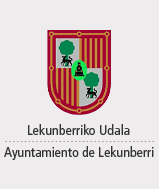 Lekunberriko Udala
Ayuntamiento de Lekunberri